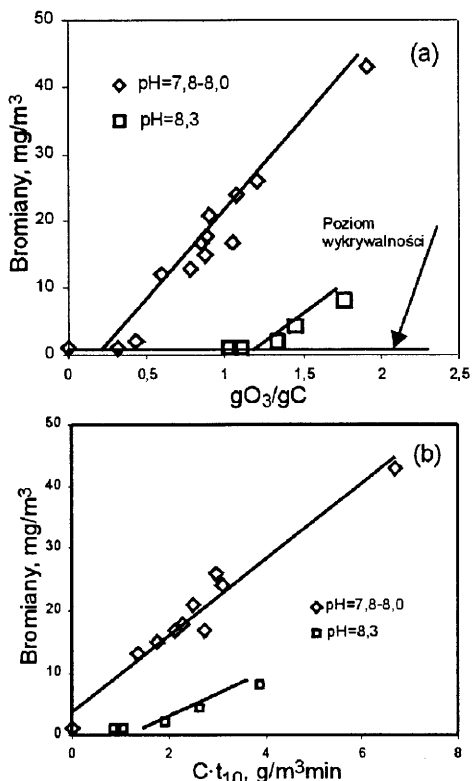 (a)
50
40
30
20
10
0
Bromiany, mg/m³
pH=7,8-8,0
pH=8,3
Poziom
wykrywalności
0 0,5 1 1,5 2 2,5
gO₃/gC
(b)
50
40
30
20
10
0
Bromiany, mg/m³
pH=7,8-8,0
pH=8,3
0 2 4 6 8
C·t₁₀, g/m³min